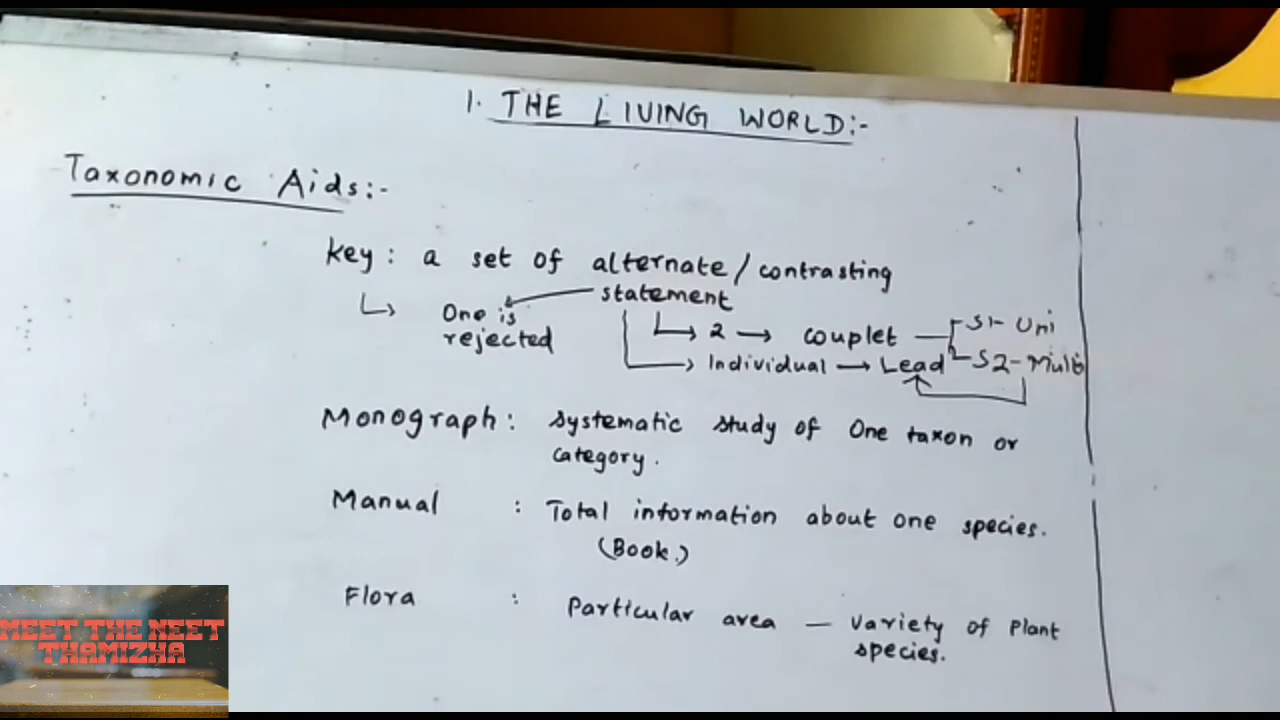 1. THE LIVING WORLD:-
Taxonomic Aids:-
Key : a set of alternate / contrasting
statement
↳ One is
rejected
↳ 2 → couplet
S1- Uni
S2- Multi
→ Individual → Lead
Monograph : Systematic study of One taxon or
category.
Manual : Total information about one species.
(Book.)
Flora : Particular area — Variety of Plant
species.
MEET THE NEET
THAMIZHA